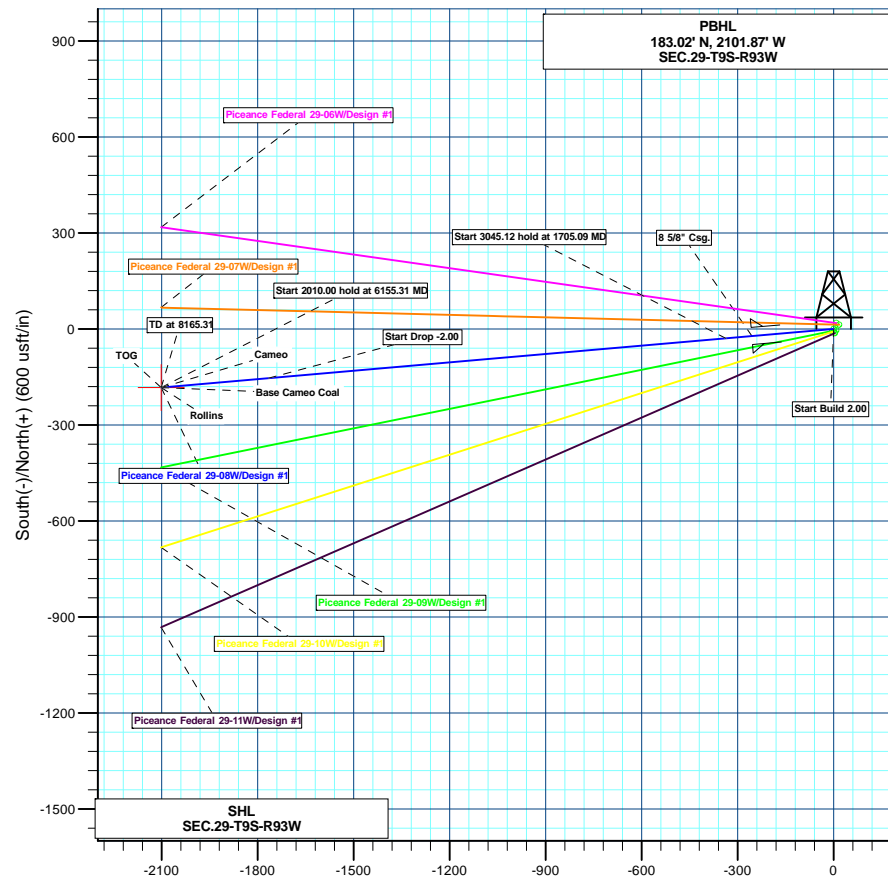 PBHL
183.02' N, 2101.87' W
SEC.29-T9S-R93W
900
600
300
0
-300
-600
-900
-1200
-1500
South(-)/North(+) (600 usft/in)
Piceance Federal 29-06W/Design #1
Start 3045.12 hold at 1705.09 MD
8 5/8" Csg.
Piceance Federal 29-07W/Design #1
Start 2010.00 hold at 6155.31 MD
TD at 8165.31
Start Drop -2.00
TOG
Cameo
Base Cameo Coal
Rollins
Start Build 2.00
Piceance Federal 29-08W/Design #1
Piceance Federal 29-09W/Design #1
Piceance Federal 29-10W/Design #1
Piceance Federal 29-11W/Design #1
SHL
SEC.29-T9S-R93W
-2100
-1800
-1500
-1200
-900
-600
-300
0